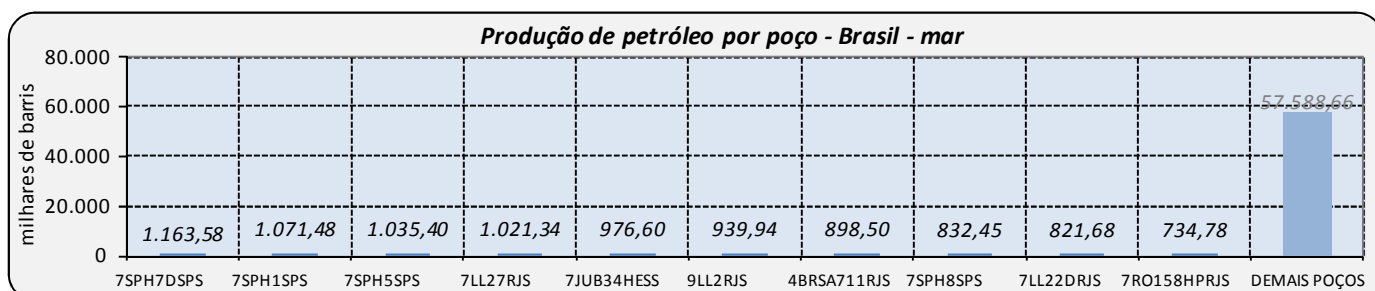 Produção de petróleo por poço - Brasil - mar
milhares de barris
80.000
60.000
40.000
20.000
0
1.163,58 1.071,48 1.035,40 1.021,34 976,60 939,94 898,50 832,45 821,68 734,78 57.588,66
7SPH7DSPS 7SPH1SPS 7SPH5SPS 7LL27RJS 7JUB34HESS 9LL2RJS 4BRSA711RJS 7SPH8SPS 7LL22DRJS 7RO158HPRJS DEMAIS POÇOS